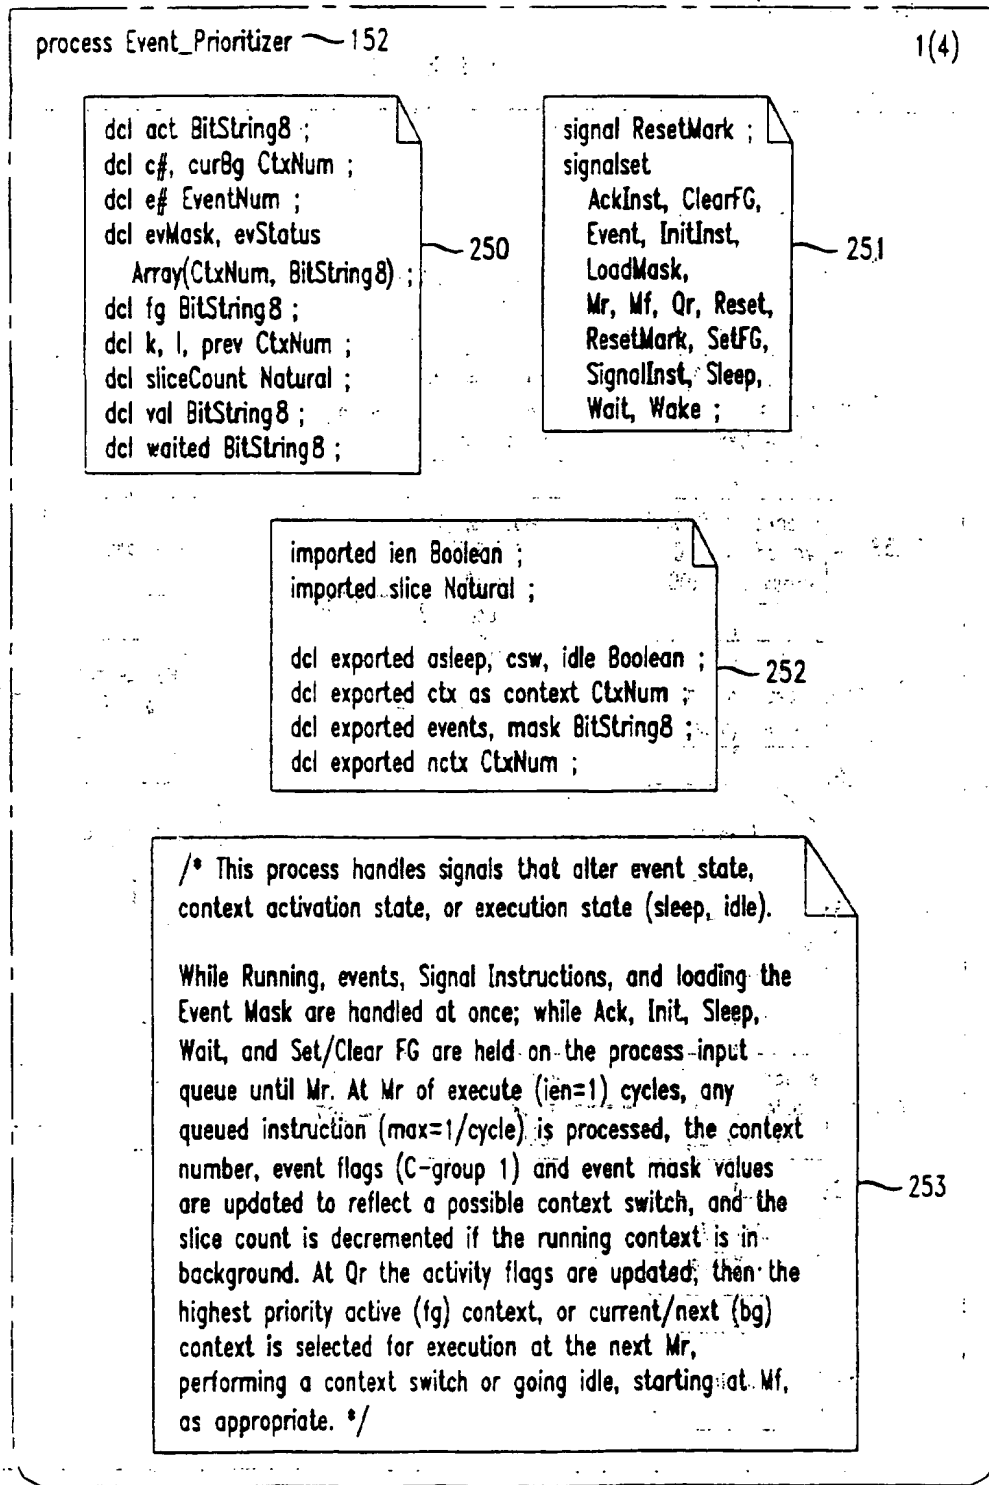 process Event_Prioritizer 152
1(4)
dcl act BitString8 ;
dcl c#, curBg CtxNum ;
dcl e# EventNum ;
dcl evMask, evStatus
Array(CtxNum, BitString8) ;
dcl fg BitString8 ;
dcl k, l, prev CtxNum ;
dcl sliceCount Natural ;
dcl val BitString8 ;
dcl waited BitString8 ;
250
signal ResetMark ;
signalset
AckInst, ClearFG,
Event, InitInst,
LoadMask,
Mr, Mf, Qr, Reset,
ResetMark, SetFG,
SignalInst, Sleep,
Wait, Wake ;
251
imported ien Boolean ;
imported slice Natural ;
dcl exported asleep, csw, idle Boolean ;
dcl exported ctx as context CtxNum ;
dcl exported events, mask BitString8 ;
dcl exported nctx CtxNum ;
252
/* This process handles signals that alter event state,
context activation state, or execution state (sleep, idle).
While Running, events, Signal Instructions, and loading the
Event Mask are handled at once; while Ack, Init, Sleep,
Wait, and Set/Clear FG are held on the process input
queue until Mr. At Mr of execute (ien=1) cycles, any
queued instruction (max=1/cycle) is processed, the context
number, event flags (C-group 1) and event mask values
are updated to reflect a possible context switch, and the
slice count is decremented if the running context is in
background. At Qr the activity flags are updated; then the
highest priority active (fg) context, or current/next (bg)
context is selected for execution at the next Mr,
performing a context switch or going idle, starting at Mf,
as appropriate. */
253